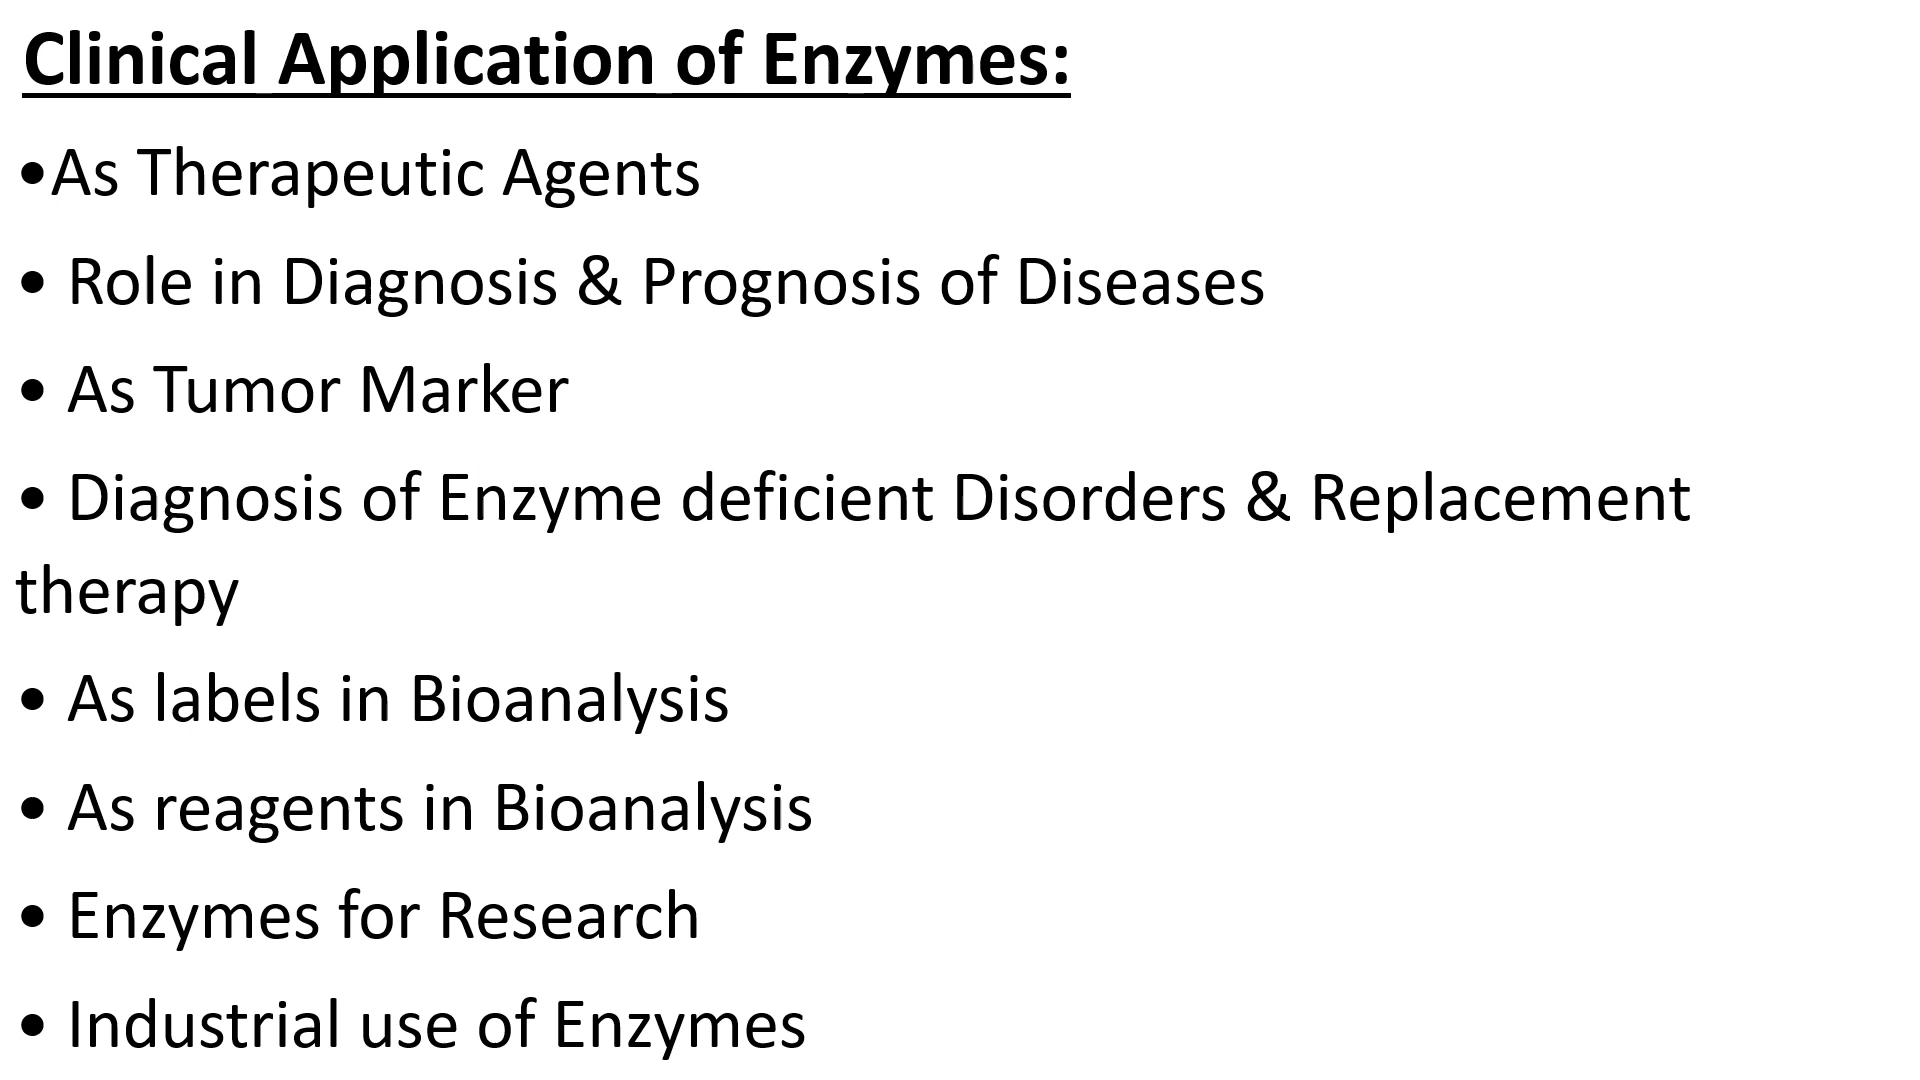 Clinical Application of Enzymes:
•As Therapeutic Agents
• Role in Diagnosis & Prognosis of Diseases
• As Tumor Marker
• Diagnosis of Enzyme deficient Disorders & Replacement
therapy
• As labels in Bioanalysis
• As reagents in Bioanalysis
• Enzymes for Research
• Industrial use of Enzymes